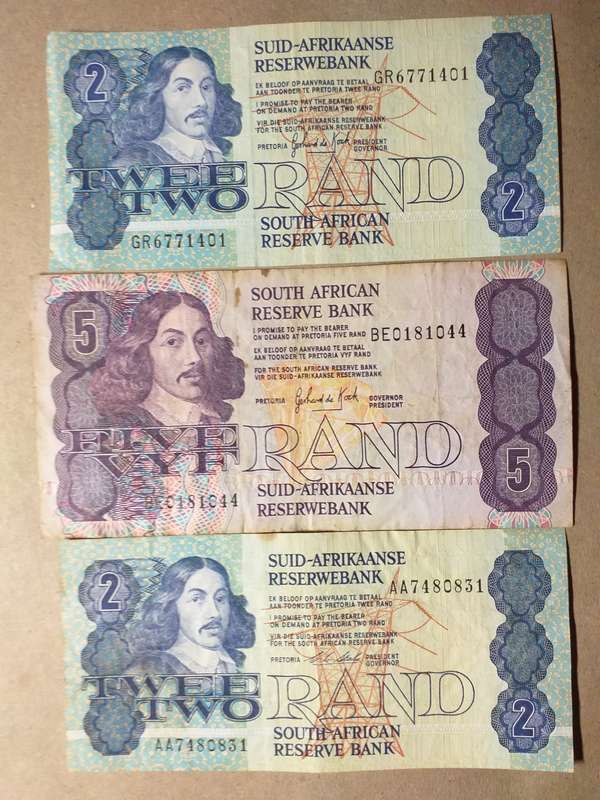 2
SUID-AFRIKAANSE
RESERWEBANK
EK BELOOF OP AANVRAAG TE BETAAL
AAN TOONDER TE PRETORIA TWEE RAND
GR6771401
I PROMISE TO PAY THE BEARER
ON DEMAND AT PRETORIA TWO RAND
VIR DIE SUID-AFRIKAANSE RESERWEBANK
FOR THE SOUTH AFRICAN RESERVE BANK
PRETORIA Gerhard de Kock PRESIDENT
GOVERNOR
TWEE
TWO
RAND
2
SOUTH AFRICAN
RESERVE BANK
GR6771401
5
SOUTH AFRICAN
RESERVE BANK
I PROMISE TO PAY THE BEARER
ON DEMAND AT PRETORIA FIVE RAND
BE0181044
EK BELOOF OP AANVRAAG TE BETAAL
AAN TOONDER TE PRETORIA VYF RAND
FOR THE SOUTH AFRICAN RESERVE BANK
VIR DIE SUID-AFRIKAANSE RESERWEBANK
PRETORIA Gerhard de Kock GOVERNOR
PRESIDENT
FIVE
VYF
RAND
5
BE0181044
SUID-AFRIKAANSE
RESERWEBANK
2
SUID-AFRIKAANSE
RESERWEBANK
EK BELOOF OP AANVRAAG TE BETAAL
AAN TOONDER TE PRETORIA TWEE RAND
AA7480831
I PROMISE TO PAY THE BEARER
ON DEMAND AT PRETORIA TWO RAND
VIR DIE SUID-AFRIKAANSE RESERWEBANK
FOR THE SOUTH AFRICAN RESERVE BANK
PRETORIA PRESIDENT
GOVERNOR
TWEE
TWO
RAND
2
SOUTH AFRICAN
RESERVE BANK
AA7480831